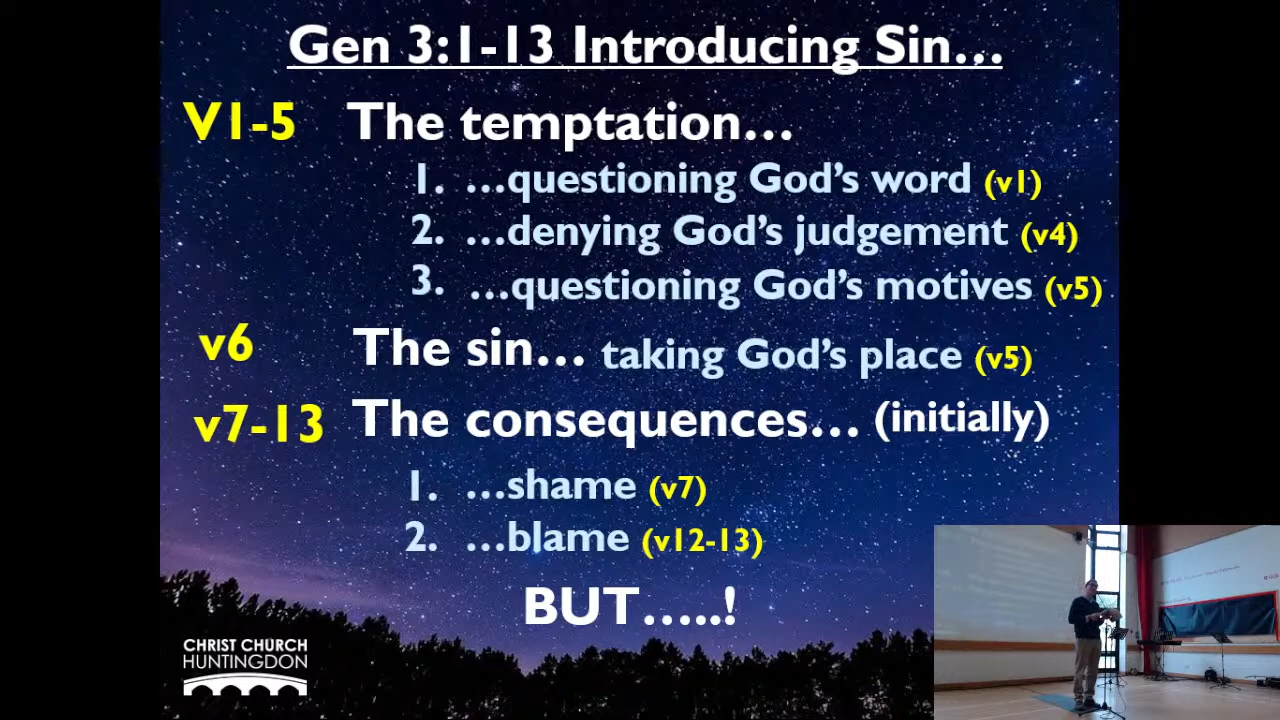 Gen 3:1-13 Introducing Sin…
V1-5 The temptation…
1. …questioning God's word (v1)
2. …denying God's judgement (v4)
3. …questioning God's motives (v5)
v6 The sin… taking God's place (v5)
v7-13 The consequences… (initially)
1. …shame (v7)
2. …blame (v12-13)
BUT…..!
CHRIST CHURCH
HUNTINGDON